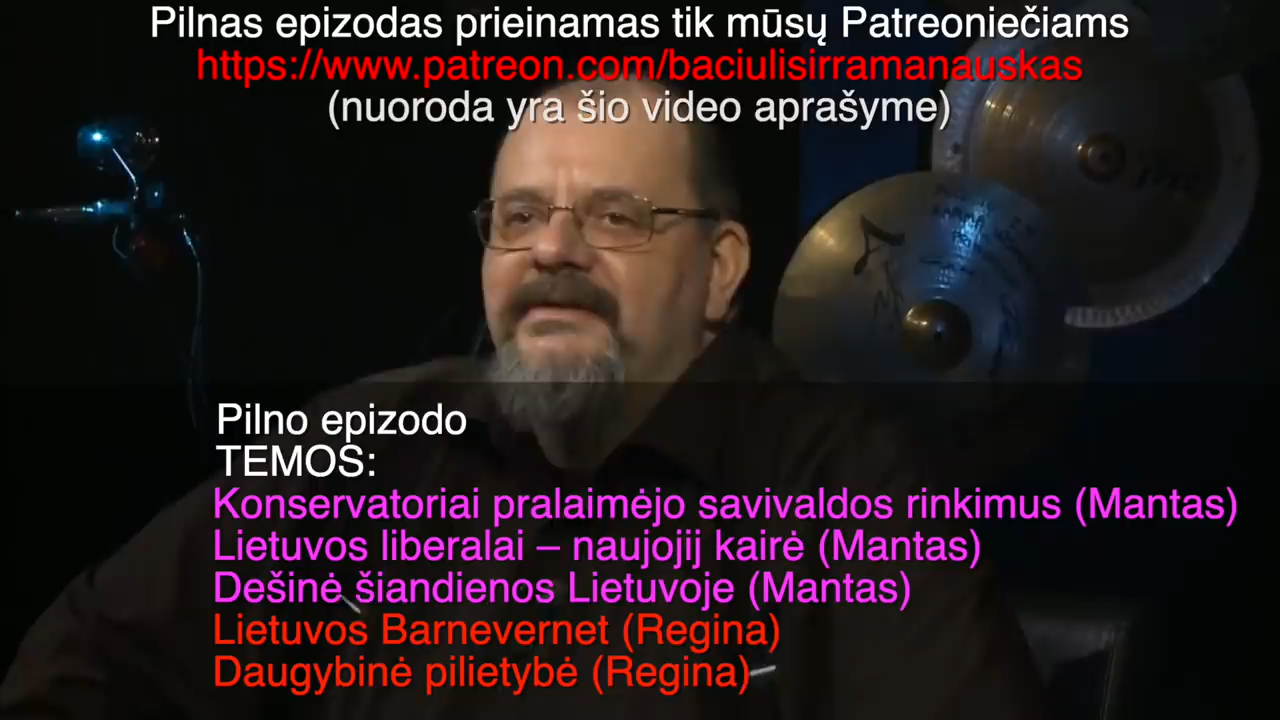 Pilnas epizodas prieinamas tik mūsų Patreoniečiams
https://www.patreon.com/baciulisirramanauskas
(nuoroda yra šio video aprašyme)
Pilno epizodo
TEMOS:
Konservatoriai pralaimėjo savivaldos rinkimus (Mantas)
Lietuvos liberalai – naujojij kairė (Mantas)
Dešinė šiandienos Lietuvoje (Mantas)
Lietuvos Barnevernet (Regina)
Daugybinė pilietybė (Regina)